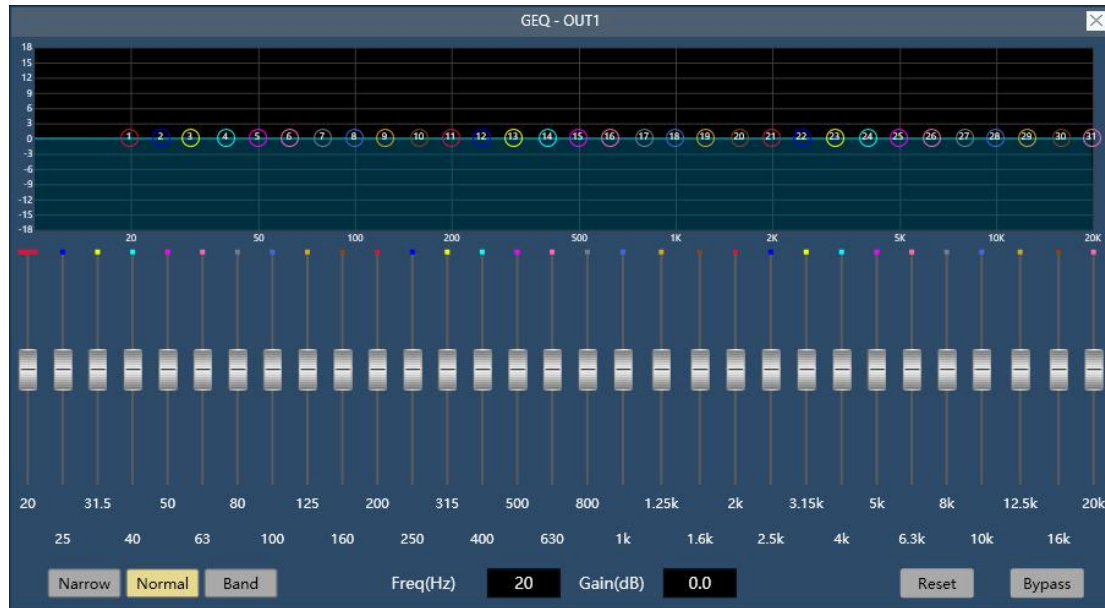 GEQ - OUT1
18
15
12
9
6
3
0
-3
-6
-9
-12
-15
-18
1 2 3 4 5 6 7 8 9 10 11 12 13 14 15 16 17 18 19 20 21 22 23 24 25 26 27 28 29 30 31
20 50 100 200 500 1K 2K 5K 10K 20K
20 31.5 50 80 125 200 315 500 800 1.25k 2k 3.15k 5k 8k 12.5k 20k
25 40 63 100 160 250 400 630 1k 1.6k 2.5k 4k 6.3k 10k 16k
Narrow Normal Band Freq(Hz) 20 Gain(dB) 0.0 Reset Bypass